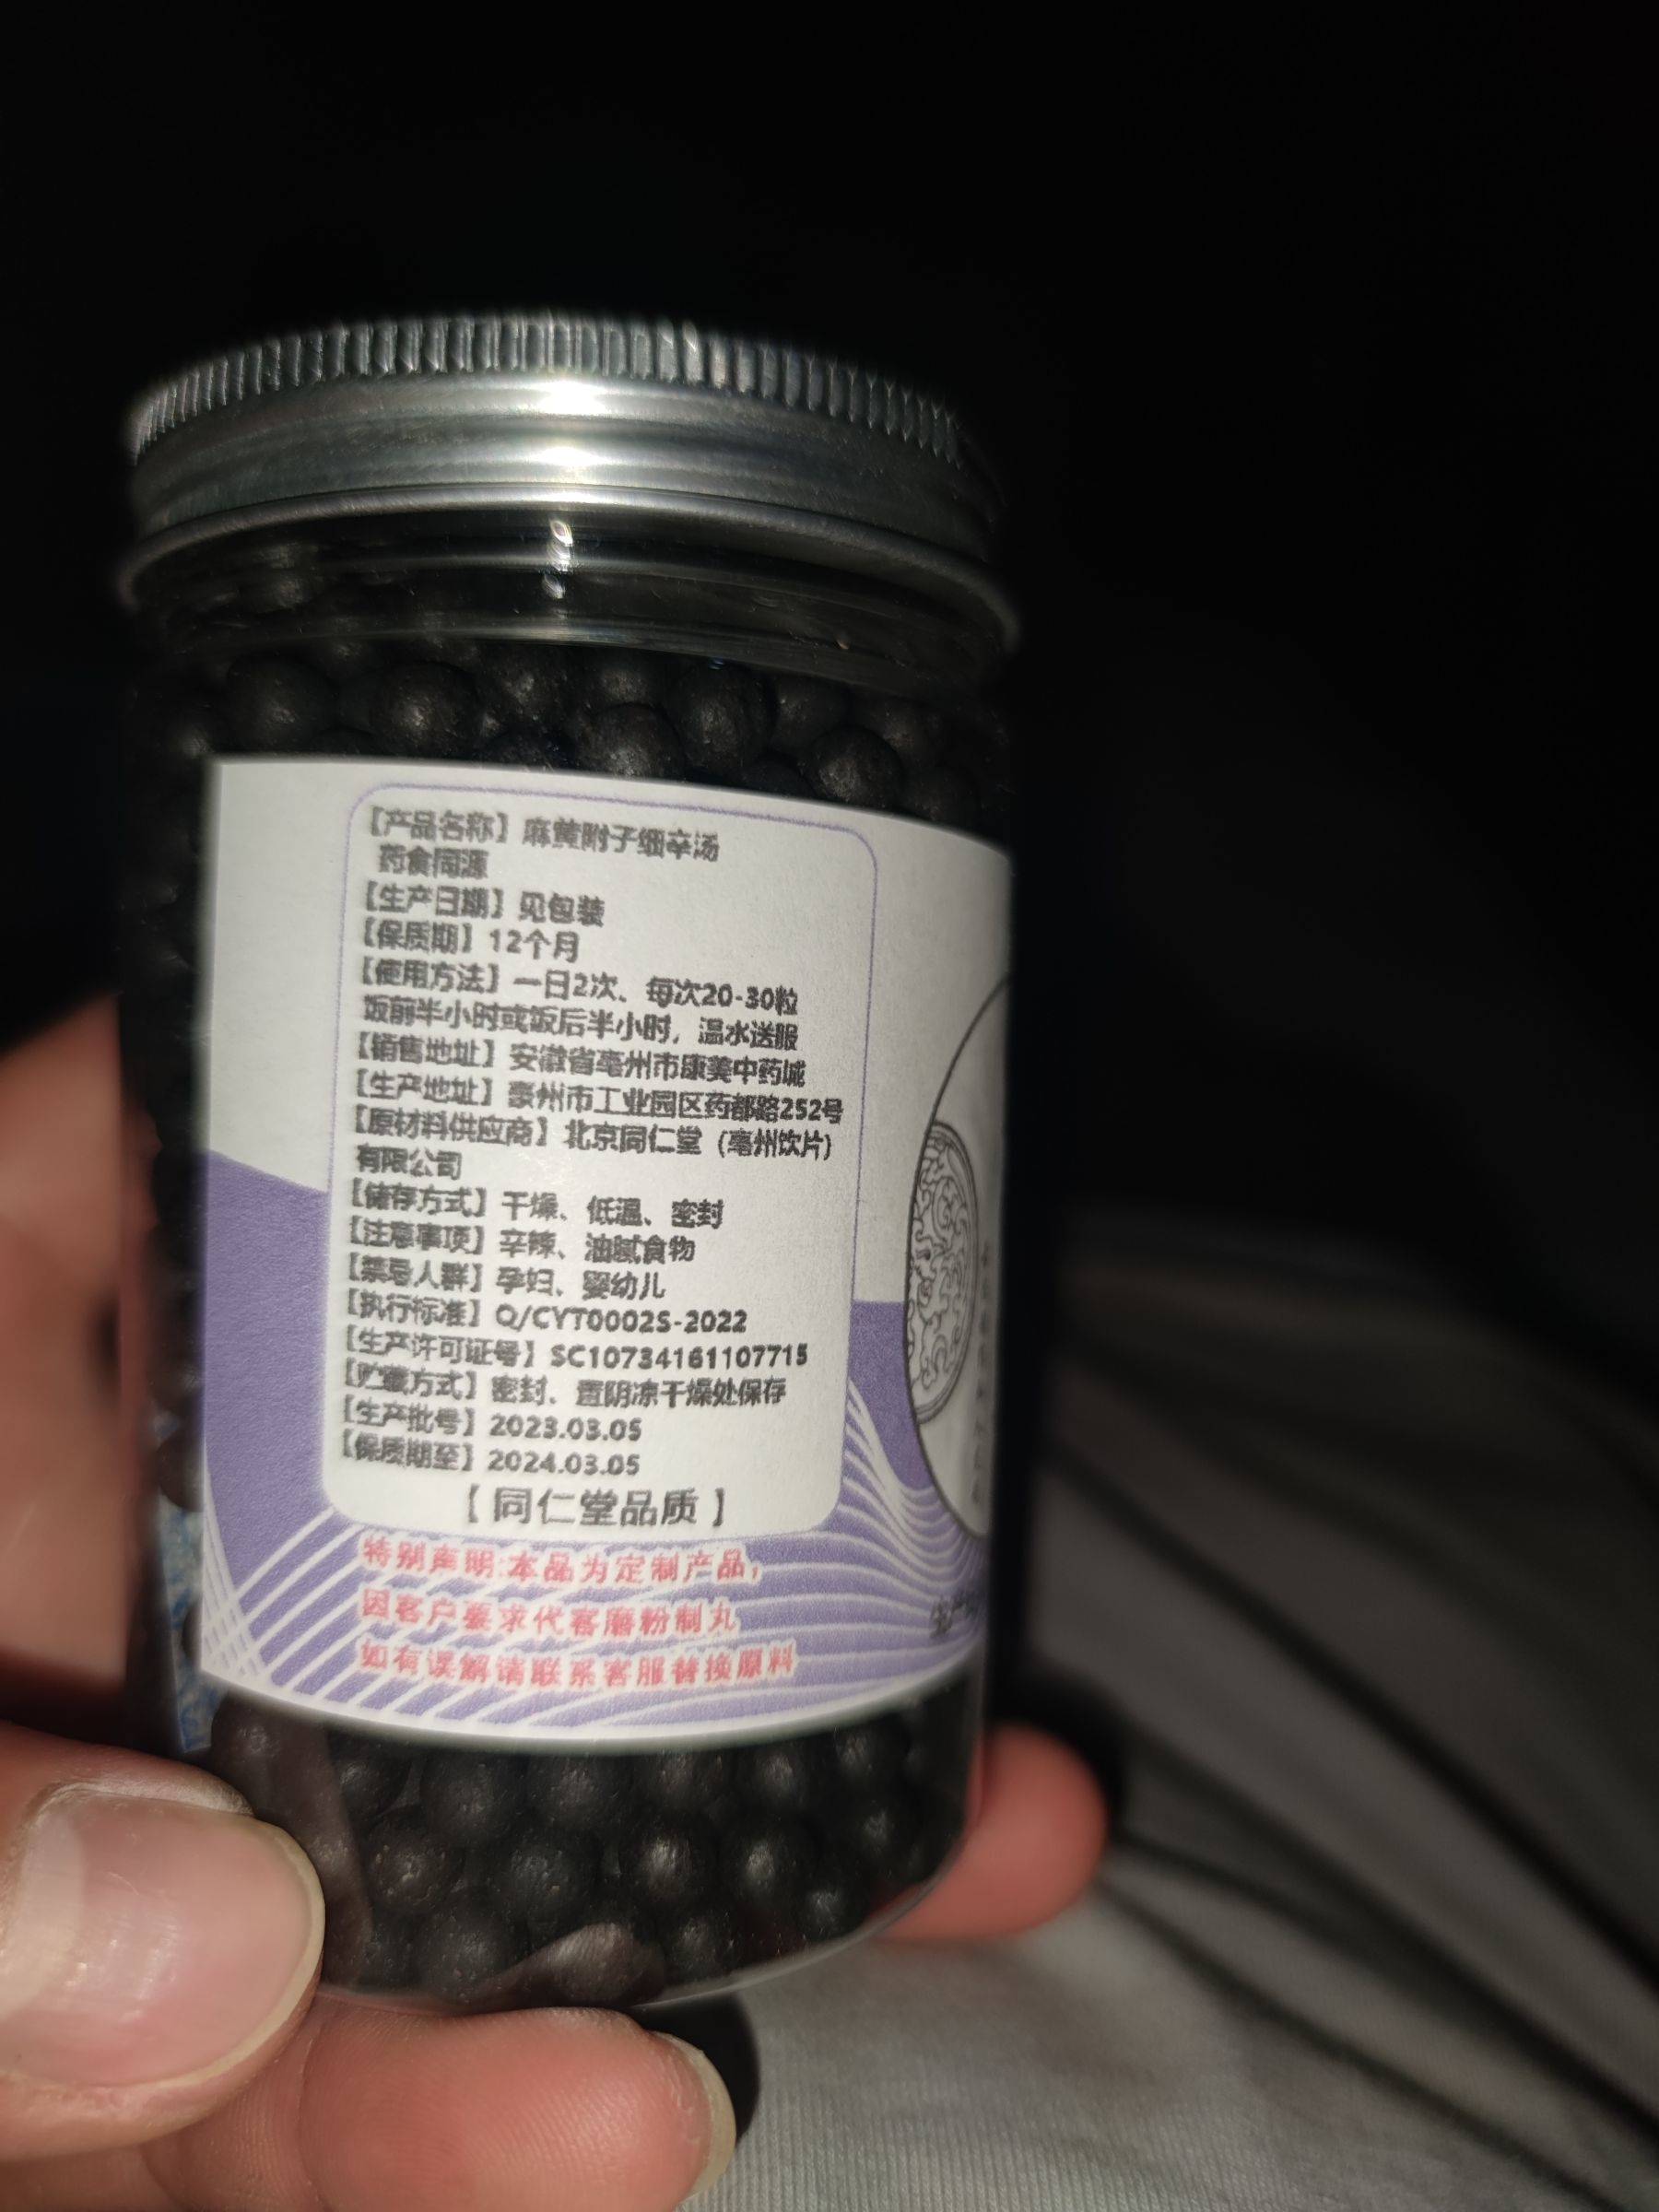 【产品名称】麻黄附子细辛汤
药食同源
【生产日期】见包装
【保质期】12个月
【使用方法】一日2次、每次20-30粒
饭前半小时或饭后半小时，温水送服
【销售地址】安徽省亳州市康美中药城
【生产地址】亳州市工业园区药都路252号
【原材料供应商】北京同仁堂（亳州饮片）
有限公司
【储存方式】干燥、低温、密封
【注意事项】辛辣、油腻食物
【禁忌人群】孕妇、婴幼儿
【执行标准】Q/CYT0002S-2022
【生产许可证号】SC10734161107715
【贮藏方式】密封、置阴凉干燥处保存
【生产批号】2023.03.05
【保质期至】2024.03.05
【同仁堂品质】
特别声明:本品为定制产品，
因客户要求代客磨粉制丸
如有误解请联系客服替换原料
生产